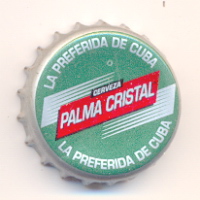 LA PREFERIDA DE CUBA
CERVEZA
PALMA CRISTAL
LA PREFERIDA DE CUBA